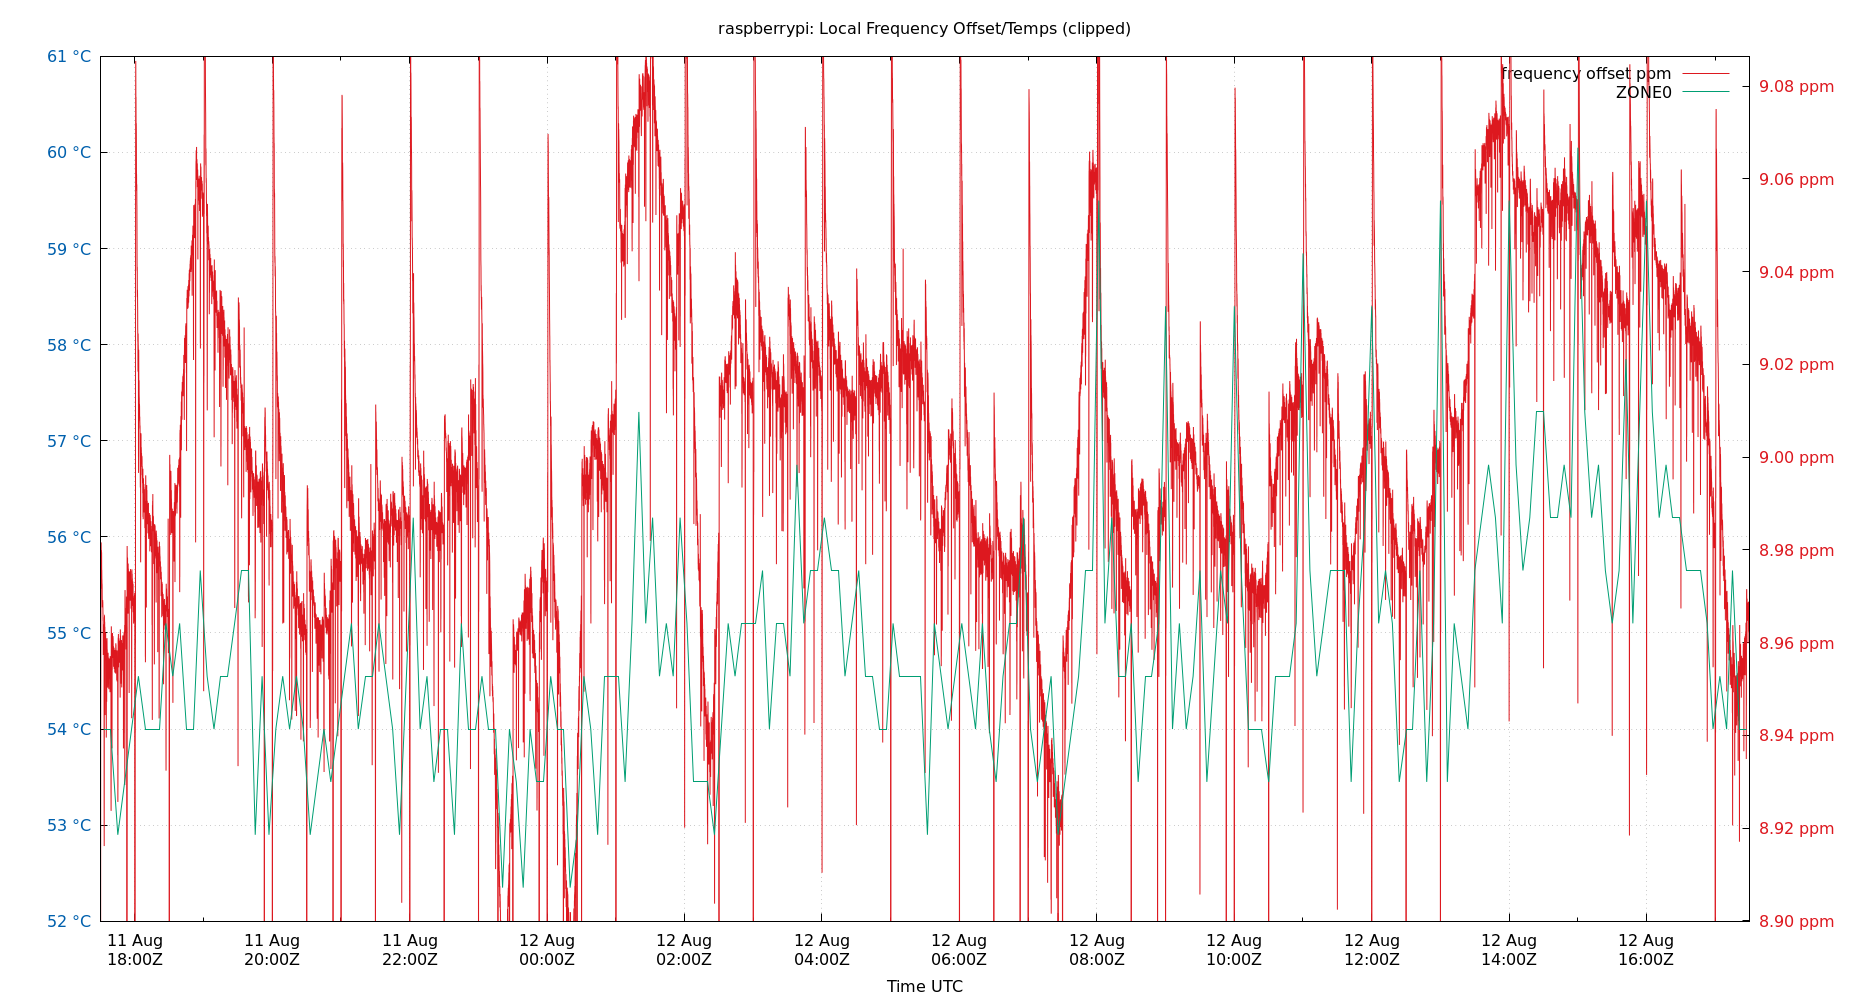 raspberrypi: Local Frequency Offset/Temps (clipped)
frequency offset ppm
ZONE0
61 °C
60 °C
59 °C
58 °C
57 °C
56 °C
55 °C
54 °C
53 °C
52 °C
9.08 ppm
9.06 ppm
9.04 ppm
9.02 ppm
9.00 ppm
8.98 ppm
8.96 ppm
8.94 ppm
8.92 ppm
8.90 ppm
11 Aug 11 Aug 11 Aug 12 Aug 12 Aug 12 Aug 12 Aug 12 Aug 12 Aug 12 Aug 12 Aug 12 Aug
18:00Z 20:00Z 22:00Z 00:00Z 02:00Z 04:00Z 06:00Z 08:00Z 10:00Z 12:00Z 14:00Z 16:00Z
Time UTC